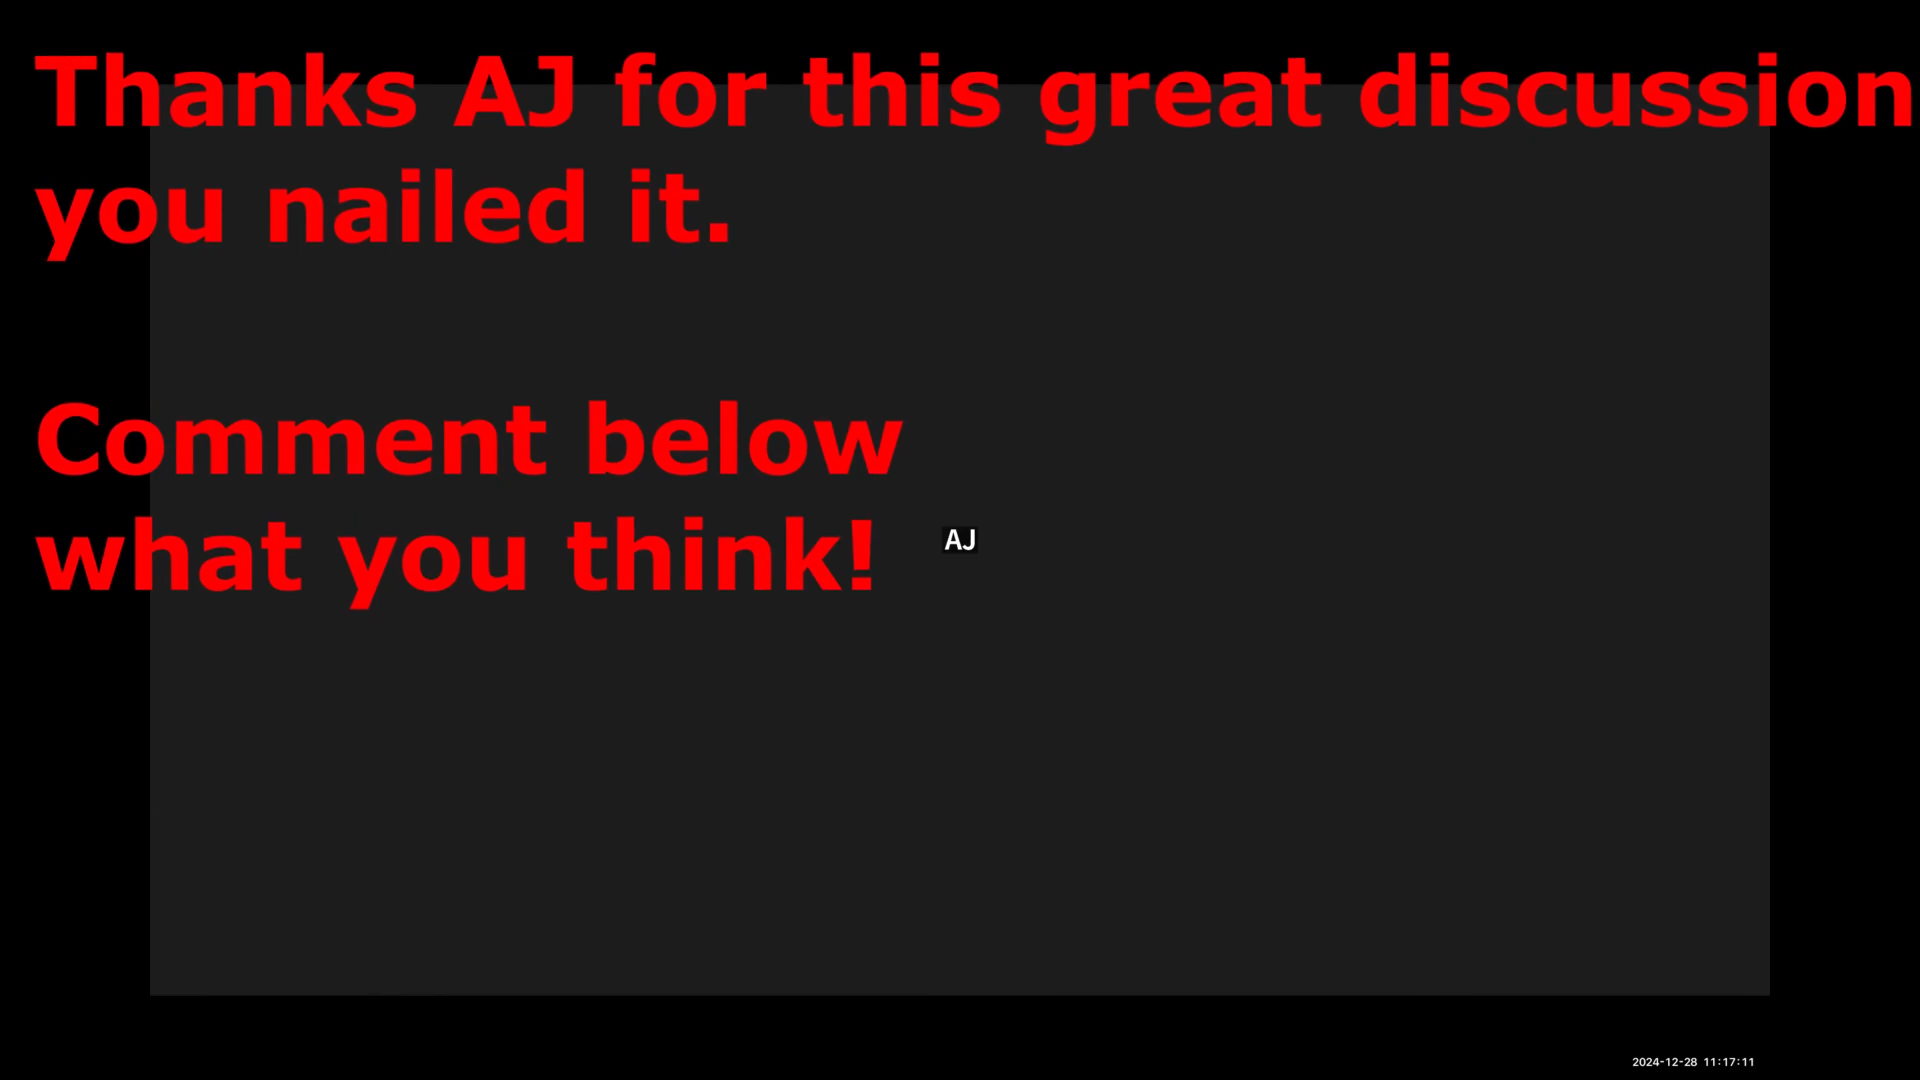 Thanks AJ for this great discussion
you nailed it.
Comment below
what you think!
AJ
2024-12-28 11:17:11